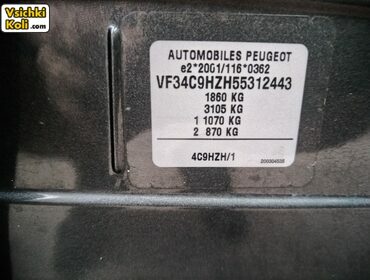 Vsichki
Koli.com
AUTOMOBILES PEUGEOT
e2*2001/116*0362
VF34C9HZH55312443
1860 KG
3105 KG
1 1070 KG
2 870 KG
4C9HZH/1